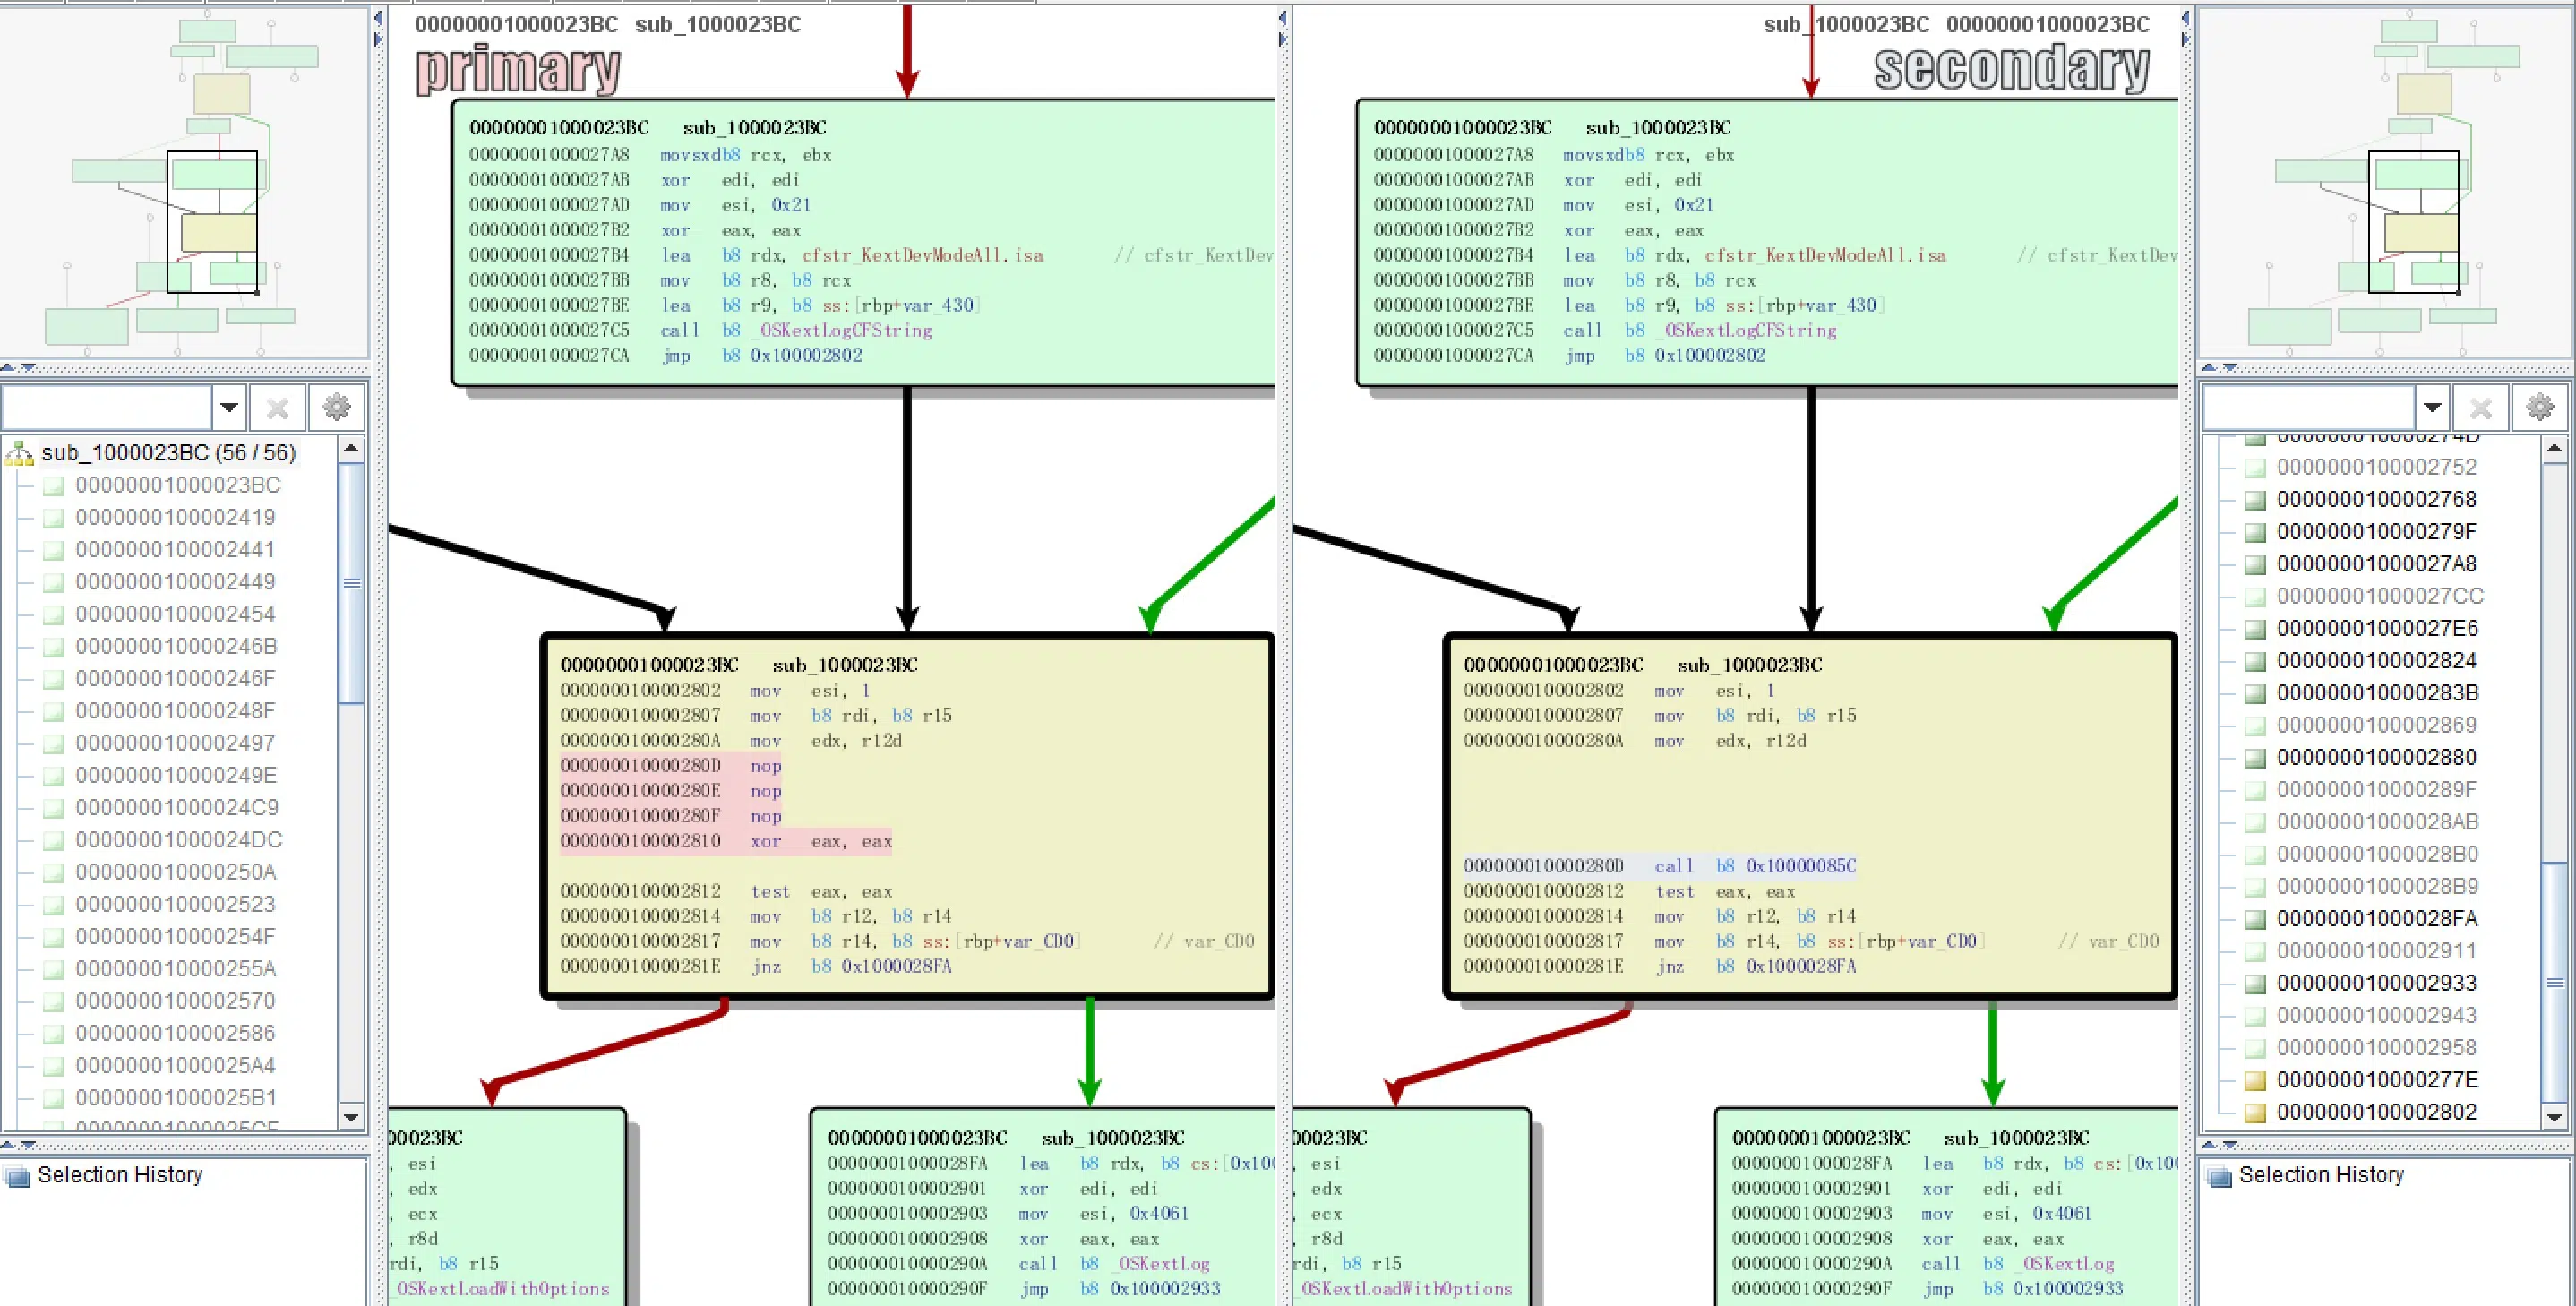 00000001000023BC sub_1000023BC
primary
00000001000023BC sub_1000023BC
00000001000027A8 movsxdb8 rcx, ebx
00000001000027AB xor edi, edi
00000001000027AD mov esi, 0x21
00000001000027B2 xor eax, eax
00000001000027B4 lea b8 rdx, cfstr_KextDevModeAll.isa // cfstr_KextDev
00000001000027BB mov b8 r8, b8 rcx
00000001000027BE lea b8 r9, b8 ss:[rbp+var_430]
00000001000027C5 call b8 _OSKextLogCFString
00000001000027CA jmp b8 0x100002802
00000001000023BC sub_1000023BC
0000000100002802 mov esi, 1
0000000100002807 mov b8 rdi, b8 r15
000000010000280A mov edx, r12d
000000010000280D nop
000000010000280E nop
000000010000280F nop
0000000100002810 xor eax, eax
0000000100002812 test eax, eax
0000000100002814 mov b8 r12, b8 r14
0000000100002817 mov b8 r14, b8 ss:[rbp+var_CD0] // var_CD0
000000010000281E jnz b8 0x1000028FA
00023BC
, esi
, edx
, ecx
, r8d
rdi, b8 r15
_OSKextLoadWithOptions
00000001000023BC sub_1000023BC
00000001000028FA lea b8 rdx, b8 cs:[0x100
0000000100002901 xor edi, edi
0000000100002903 mov esi, 0x4061
0000000100002908 xor eax, eax
000000010000290A call b8 _OSKextLog
000000010000290F jmp b8 0x100002933
sub_1000023BC 00000001000023BC
secondary
00000001000023BC sub_1000023BC
00000001000027A8 movsxdb8 rcx, ebx
00000001000027AB xor edi, edi
00000001000027AD mov esi, 0x21
00000001000027B2 xor eax, eax
00000001000027B4 lea b8 rdx, cfstr_KextDevModeAll.isa // cfstr_KextDev
00000001000027BB mov b8 r8, b8 rcx
00000001000027BE lea b8 r9, b8 ss:[rbp+var_430]
00000001000027C5 call b8 _OSKextLogCFString
00000001000027CA jmp b8 0x100002802
00000001000023BC sub_1000023BC
0000000100002802 mov esi, 1
0000000100002807 mov b8 rdi, b8 r15
000000010000280A mov edx, r12d
000000010000280D call b8 0x10000085C
0000000100002812 test eax, eax
0000000100002814 mov b8 r12, b8 r14
0000000100002817 mov b8 r14, b8 ss:[rbp+var_CD0] // var_CD0
000000010000281E jnz b8 0x1000028FA
00023BC
, esi
, edx
, ecx
, r8d
rdi, b8 r15
_OSKextLoadWithOptions
00000001000023BC sub_1000023BC
00000001000028FA lea b8 rdx, b8 cs:[0x100
0000000100002901 xor edi, edi
0000000100002903 mov esi, 0x4061
0000000100002908 xor eax, eax
000000010000290A call b8 _OSKextLog
000000010000290F jmp b8 0x100002933
sub_1000023BC (56 / 56)
00000001000023BC
0000000100002419
0000000100002441
0000000100002449
0000000100002454
000000010000246B
000000010000246F
000000010000248F
0000000100002497
000000010000249E
00000001000024C9
00000001000024DC
000000010000250A
0000000100002523
000000010000254F
000000010000255A
0000000100002570
0000000100002586
00000001000025A4
00000001000025B1
00000001000025CF
Selection History
000000010000274D
0000000100002752
0000000100002768
000000010000279F
00000001000027A8
00000001000027CC
00000001000027E6
0000000100002824
000000010000283B
0000000100002869
0000000100002880
000000010000289F
00000001000028AB
00000001000028B0
00000001000028B9
00000001000028FA
0000000100002911
0000000100002933
0000000100002943
0000000100002958
000000010000277E
0000000100002802
Selection History